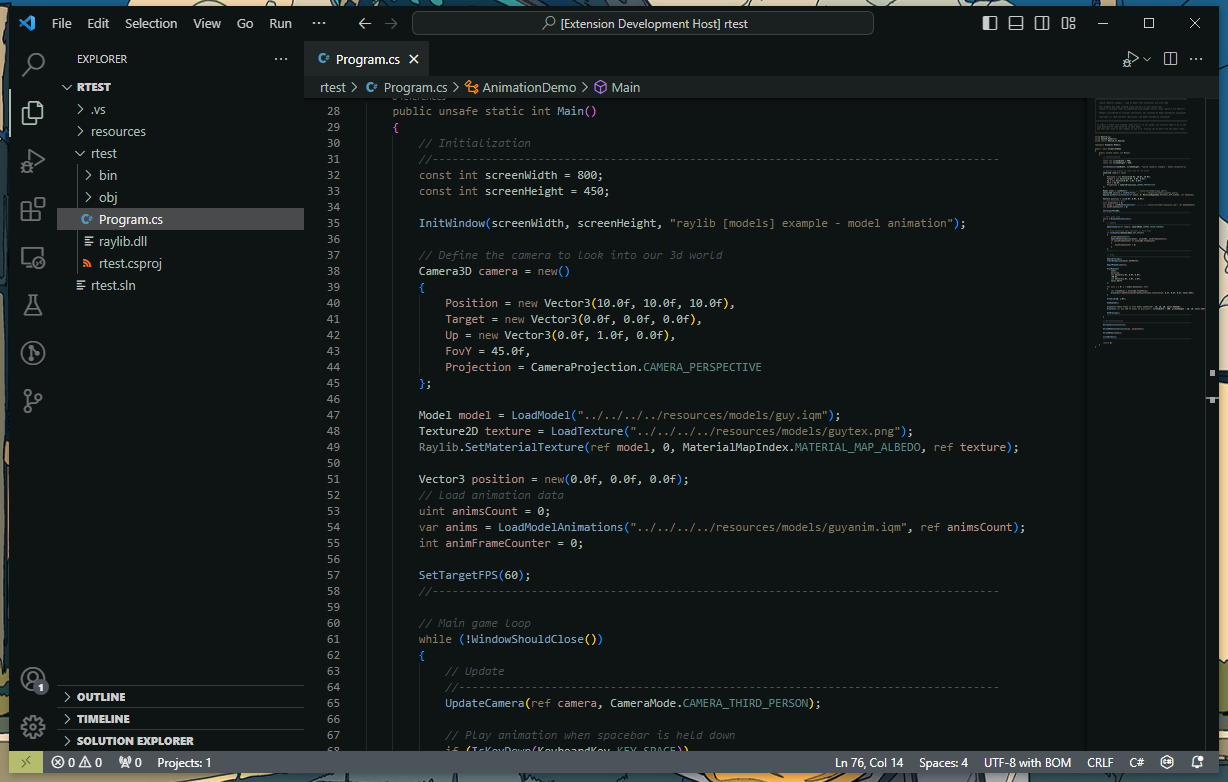 File Edit Selection View Go Run ··· [Extension Development Host] rtest
EXPLORER ···
RTEST
.vs
resources
rtest
bin
obj
C# Program.cs
raylib.dll
rtest.csproj
rtest.sln
OUTLINE
TIMELINE
SOLUTION EXPLORER
1
C# Program.cs
rtest > C# Program.cs > AnimationDemo > Main
28 public unsafe static int Main()
29 {
30 // Initialization
31 //--------------------------------------------------------------------------------------
32 const int screenWidth = 800;
33 const int screenHeight = 450;
34
35 InitWindow(screenWidth, screenHeight, "raylib [models] example - model animation");
36
37 // Define the camera to look into our 3d world
38 Camera3D camera = new()
39 {
40 Position = new Vector3(10.0f, 10.0f, 10.0f),
41 Target = new Vector3(0.0f, 0.0f, 0.0f),
42 Up = new Vector3(0.0f, 1.0f, 0.0f),
43 FovY = 45.0f,
44 Projection = CameraProjection.CAMERA_PERSPECTIVE
45 };
46
47 Model model = LoadModel("../../../../resources/models/guy.iqm");
48 Texture2D texture = LoadTexture("../../../../resources/models/guytex.png");
49 Raylib.SetMaterialTexture(ref model, 0, MaterialMapIndex.MATERIAL_MAP_ALBEDO, ref texture);
50
51 Vector3 position = new(0.0f, 0.0f, 0.0f);
52 // Load animation data
53 uint animsCount = 0;
54 var anims = LoadModelAnimations("../../../../resources/models/guyanim.iqm", ref animsCount);
55 int animFrameCounter = 0;
56
57 SetTargetFPS(60);
58 //--------------------------------------------------------------------------------------
59
60 // Main game loop
61 while (!WindowShouldClose())
62 {
63 // Update
64 //----------------------------------------------------------------------------------
65 UpdateCamera(ref camera, CameraMode.CAMERA_THIRD_PERSON);
66
67 // Play animation when spacebar is held down
68 if (IsKeyDown(KeyboardKey.KEY_SPACE))
0 0 0 Projects: 1 Ln 76, Col 14 Spaces: 4 UTF-8 with BOM CRLF C#